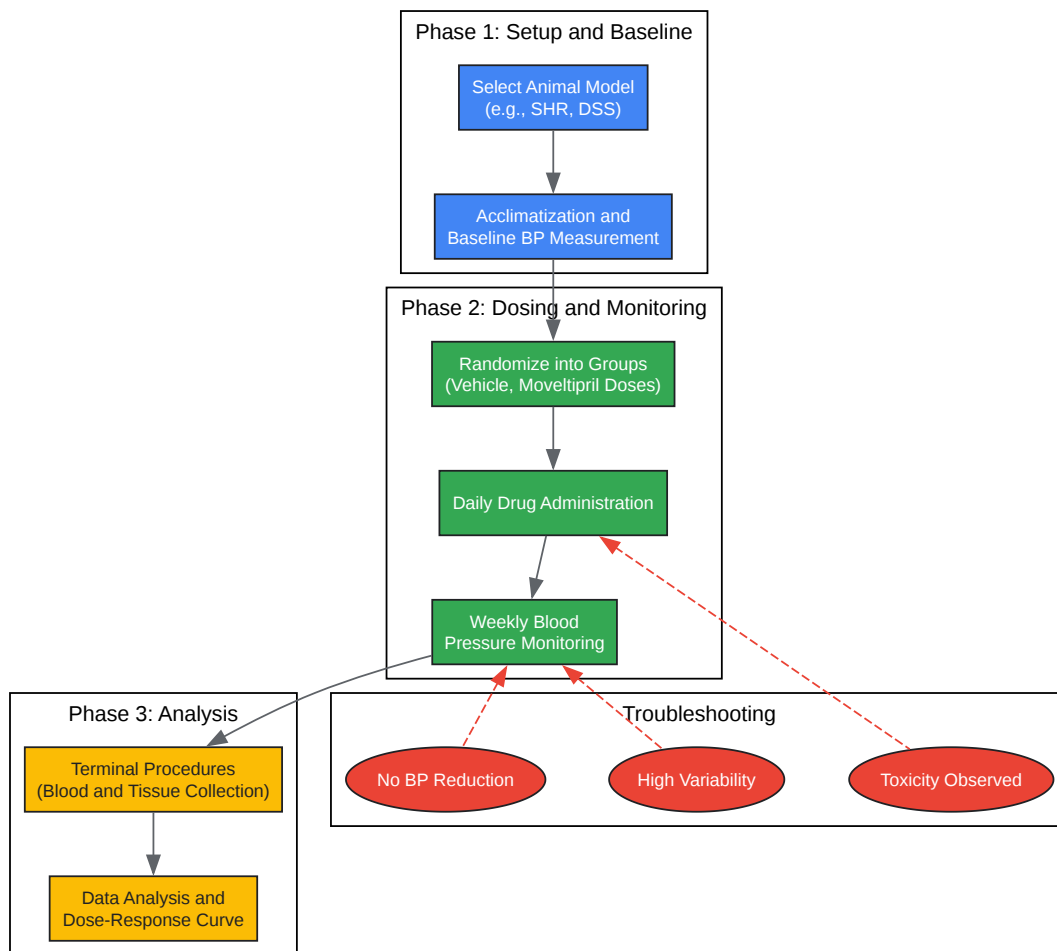 Phase 1: Setup and Baseline
Select Animal Model
(e.g., SHR, DSS)
Acclimatization and
Baseline BP Measurement
Phase 2: Dosing and Monitoring
Randomize into Groups
(Vehicle, Moveltipril Doses)
Daily Drug Administration
Weekly Blood
Pressure Monitoring
Phase 3: Analysis
Terminal Procedures
(Blood and Tissue Collection)
Data Analysis and
Dose-Response Curve
Troubleshooting
No BP Reduction
High Variability
Toxicity Observed